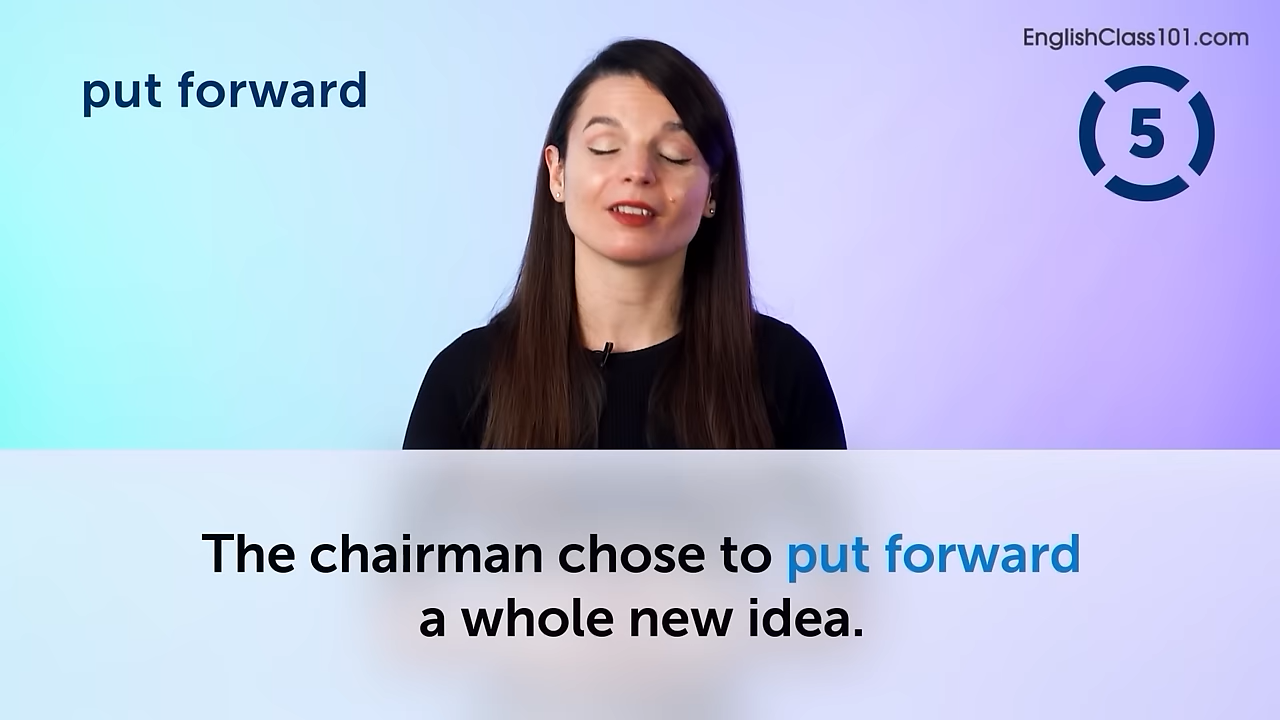 EnglishClass101.com
put forward
5
The chairman chose to put forward
a whole new idea.